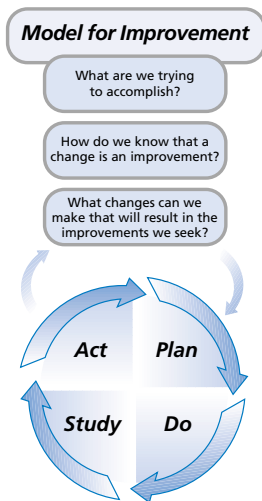 Model for Improvement
What are we trying
to accomplish?
How do we know that a
change is an improvement?
What changes can we
make that will result in the
improvements we seek?
Act
Plan
Study
Do